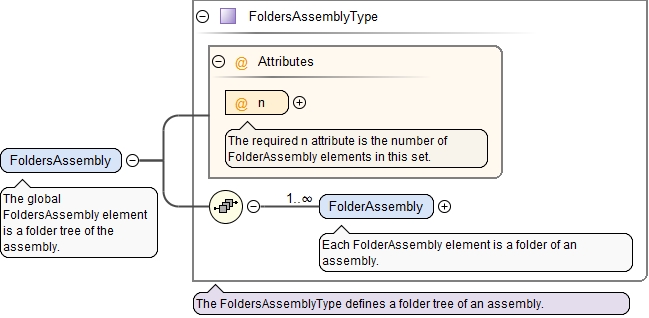 FoldersAssemblyType
@ Attributes
@ n
The required n attribute is the number of
FolderAssembly elements in this set.
FoldersAssembly
The global
FoldersAssembly element
is a folder tree of the
assembly.
1..∞
FolderAssembly
Each FolderAssembly element is a folder of an
assembly.
The FoldersAssemblyType defines a folder tree of an assembly.